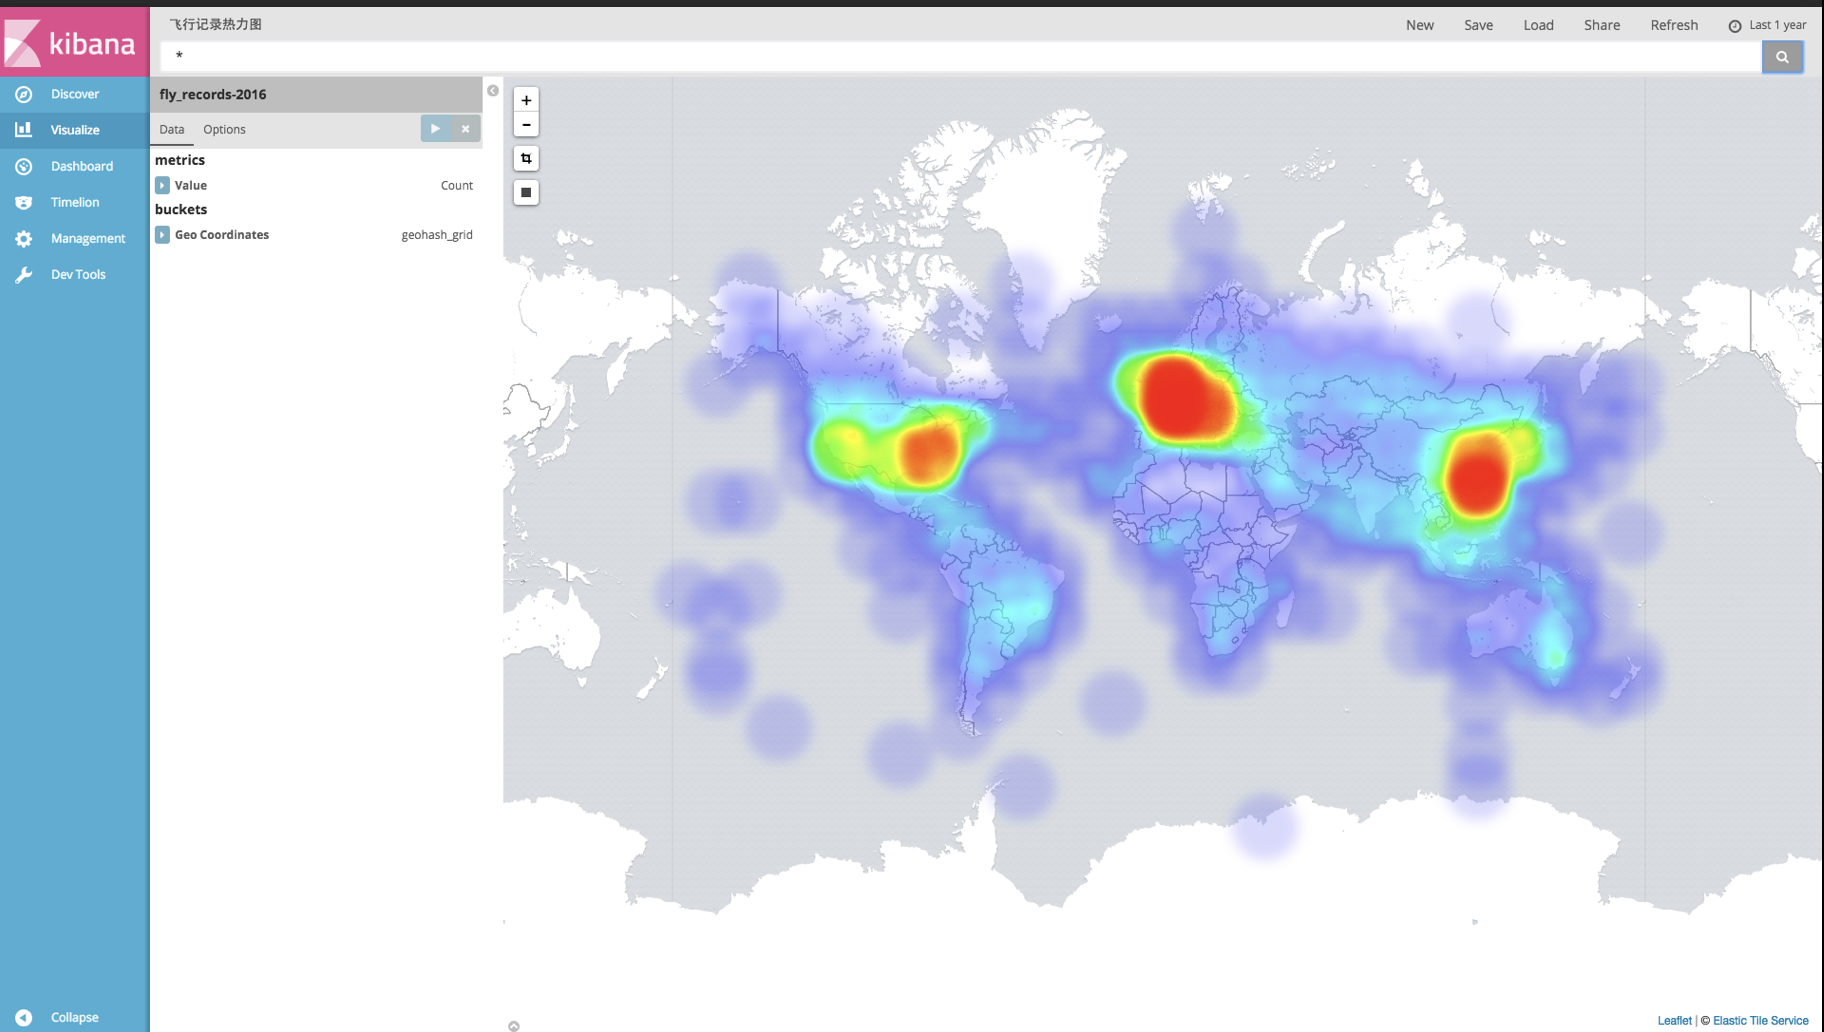 kibana
飞行记录热力图
New Save Load Share Refresh Last 1 year
*
Discover
Visualize
Dashboard
Timelion
Management
Dev Tools
Collapse
fly_records-2016
Data Options
metrics
Value Count
buckets
Geo Coordinates geohash_grid
+
−
Leaflet | © Elastic Tile Service